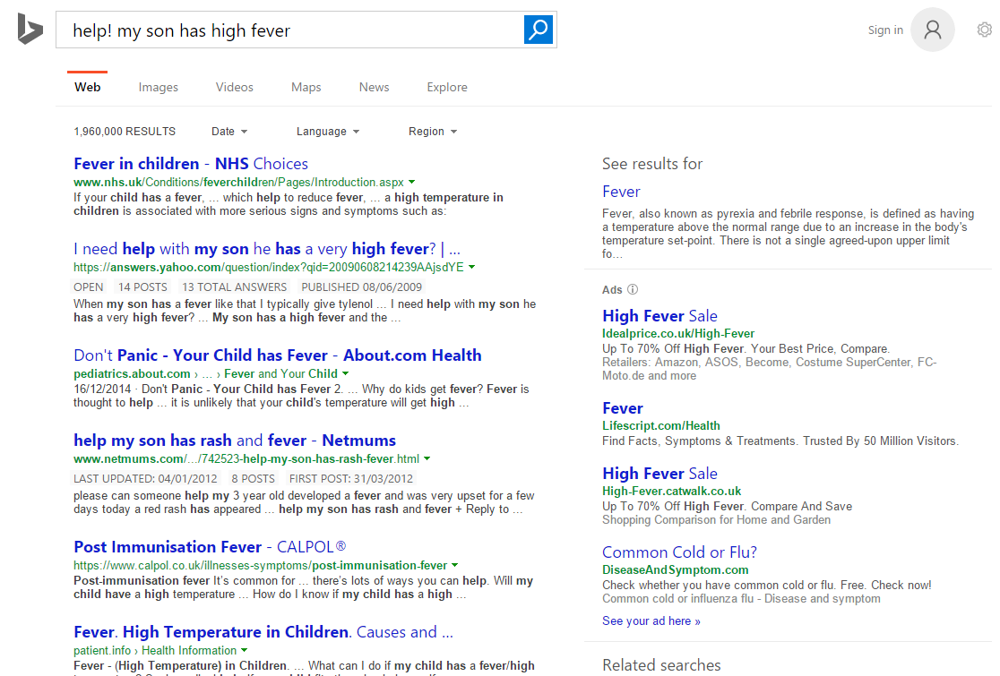 help! my son has high fever
Sign in
Web Images Videos Maps News Explore
1,960,000 RESULTS Date Language Region
Fever in children - NHS Choices
www.nhs.uk/Conditions/feverchildren/Pages/Introduction.aspx
If your child has a fever, ... which help to reduce fever, ... a high temperature in
children is associated with more serious signs and symptoms such as:
I need help with my son he has a very high fever? | ...
https://answers.yahoo.com/question/index?qid=20090608214239AAjsdYE
OPEN 14 POSTS 13 TOTAL ANSWERS PUBLISHED 08/06/2009
When my son has a fever like that I typically give tylenol ... I need help with my son he
has a very high fever? ... My son has a high fever and the ...
Don't Panic - Your Child has Fever - About.com Health
pediatrics.about.com › ... › Fever and Your Child
16/12/2014 · Don't Panic - Your Child has Fever 2. ... Why do kids get fever? Fever is
thought to help ... it is unlikely that your child's temperature will get high ...
help my son has rash and fever - Netmums
www.netmums.com/.../742523-help-my-son-has-rash-fever.html
LAST UPDATED: 04/01/2012 8 POSTS FIRST POST: 31/03/2012
please can someone help my 3 year old developed a fever and was very upset for a few
days today a red rash has appeared ... help my son has rash and fever + Reply to ...
Post Immunisation Fever - CALPOL®
https://www.calpol.co.uk/illnesses-symptoms/post-immunisation-fever
Post-immunisation fever It's common for ... there's lots of ways you can help. Will my
child have a high temperature ... How do I know if my child has a high ...
Fever. High Temperature in Children. Causes and ...
patient.info › Health Information
Fever - (High Temperature) in Children. ... What can I do if my child has a fever/high
See results for
Fever
Fever, also known as pyrexia and febrile response, is defined as having
a temperature above the normal range due to an increase in the body's
temperature set-point. There is not a single agreed-upon upper limit
fo...
Ads
High Fever Sale
Idealprice.co.uk/High-Fever
Up To 70% Off High Fever. Your Best Price, Compare.
Retailers: Amazon, ASOS, Become, Costume SuperCenter, FC-
Moto.de and more
Fever
Lifescript.com/Health
Find Facts, Symptoms & Treatments. Trusted By 50 Million Visitors.
High Fever Sale
High-Fever.catwalk.co.uk
Up To 70% Off High Fever. Compare And Save
Shopping Comparison for Home and Garden
Common Cold or Flu?
DiseaseAndSymptom.com
Check whether you have common cold or flu. Free. Check now!
Common cold or influenza flu - Disease and symptom
See your ad here »
Related searches